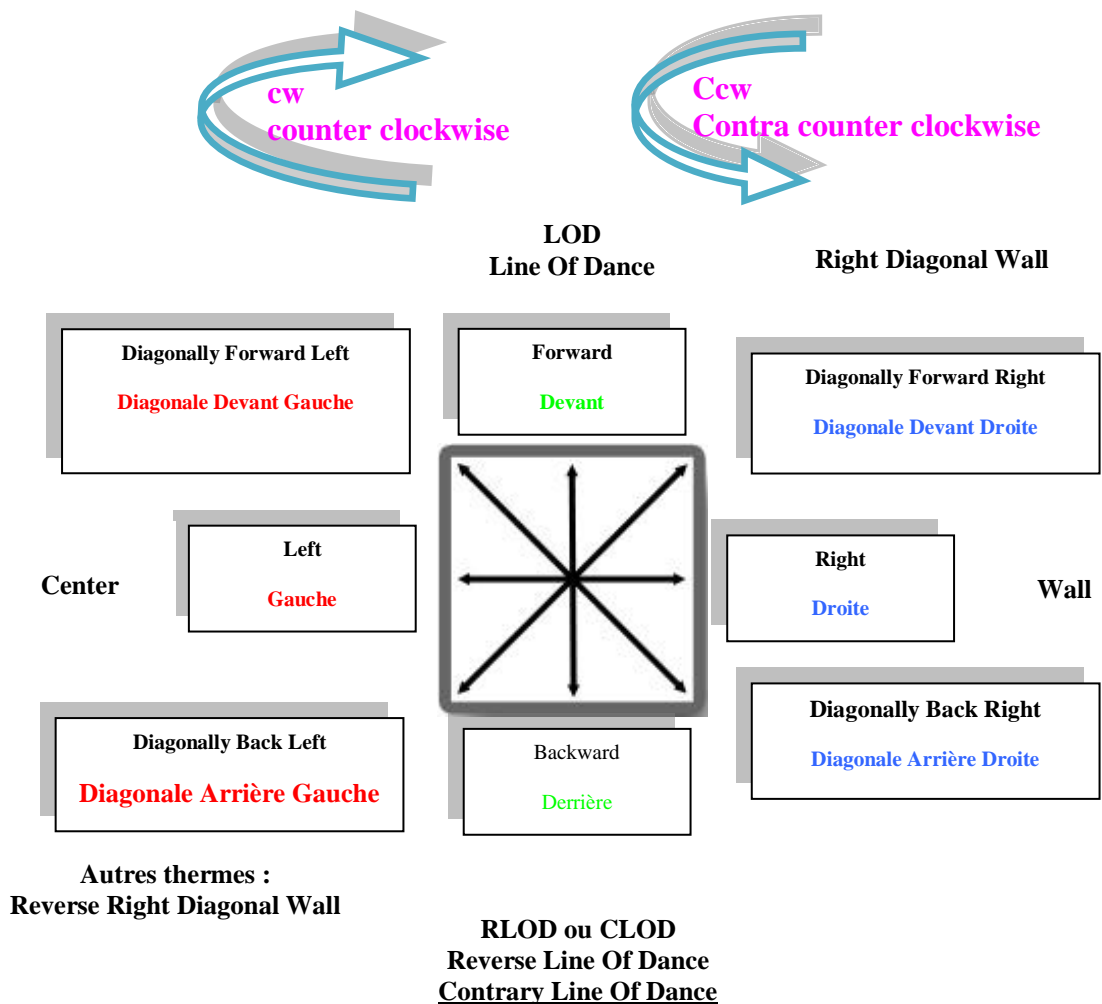 cw
counter clockwise
Ccw
Contra counter clockwise
LOD
Line Of Dance
Right Diagonal Wall
Diagonally Forward Left
Diagonale Devant Gauche
Forward
Devant
Diagonally Forward Right
Diagonale Devant Droite
Center
Left
Gauche
Right
Droite
Wall
Diagonally Back Left
Diagonale Arrière Gauche
Backward
Derrière
Diagonally Back Right
Diagonale Arrière Droite
Autres thermes :
Reverse Right Diagonal Wall
RLOD ou CLOD
Reverse Line Of Dance
Contrary Line Of Dance